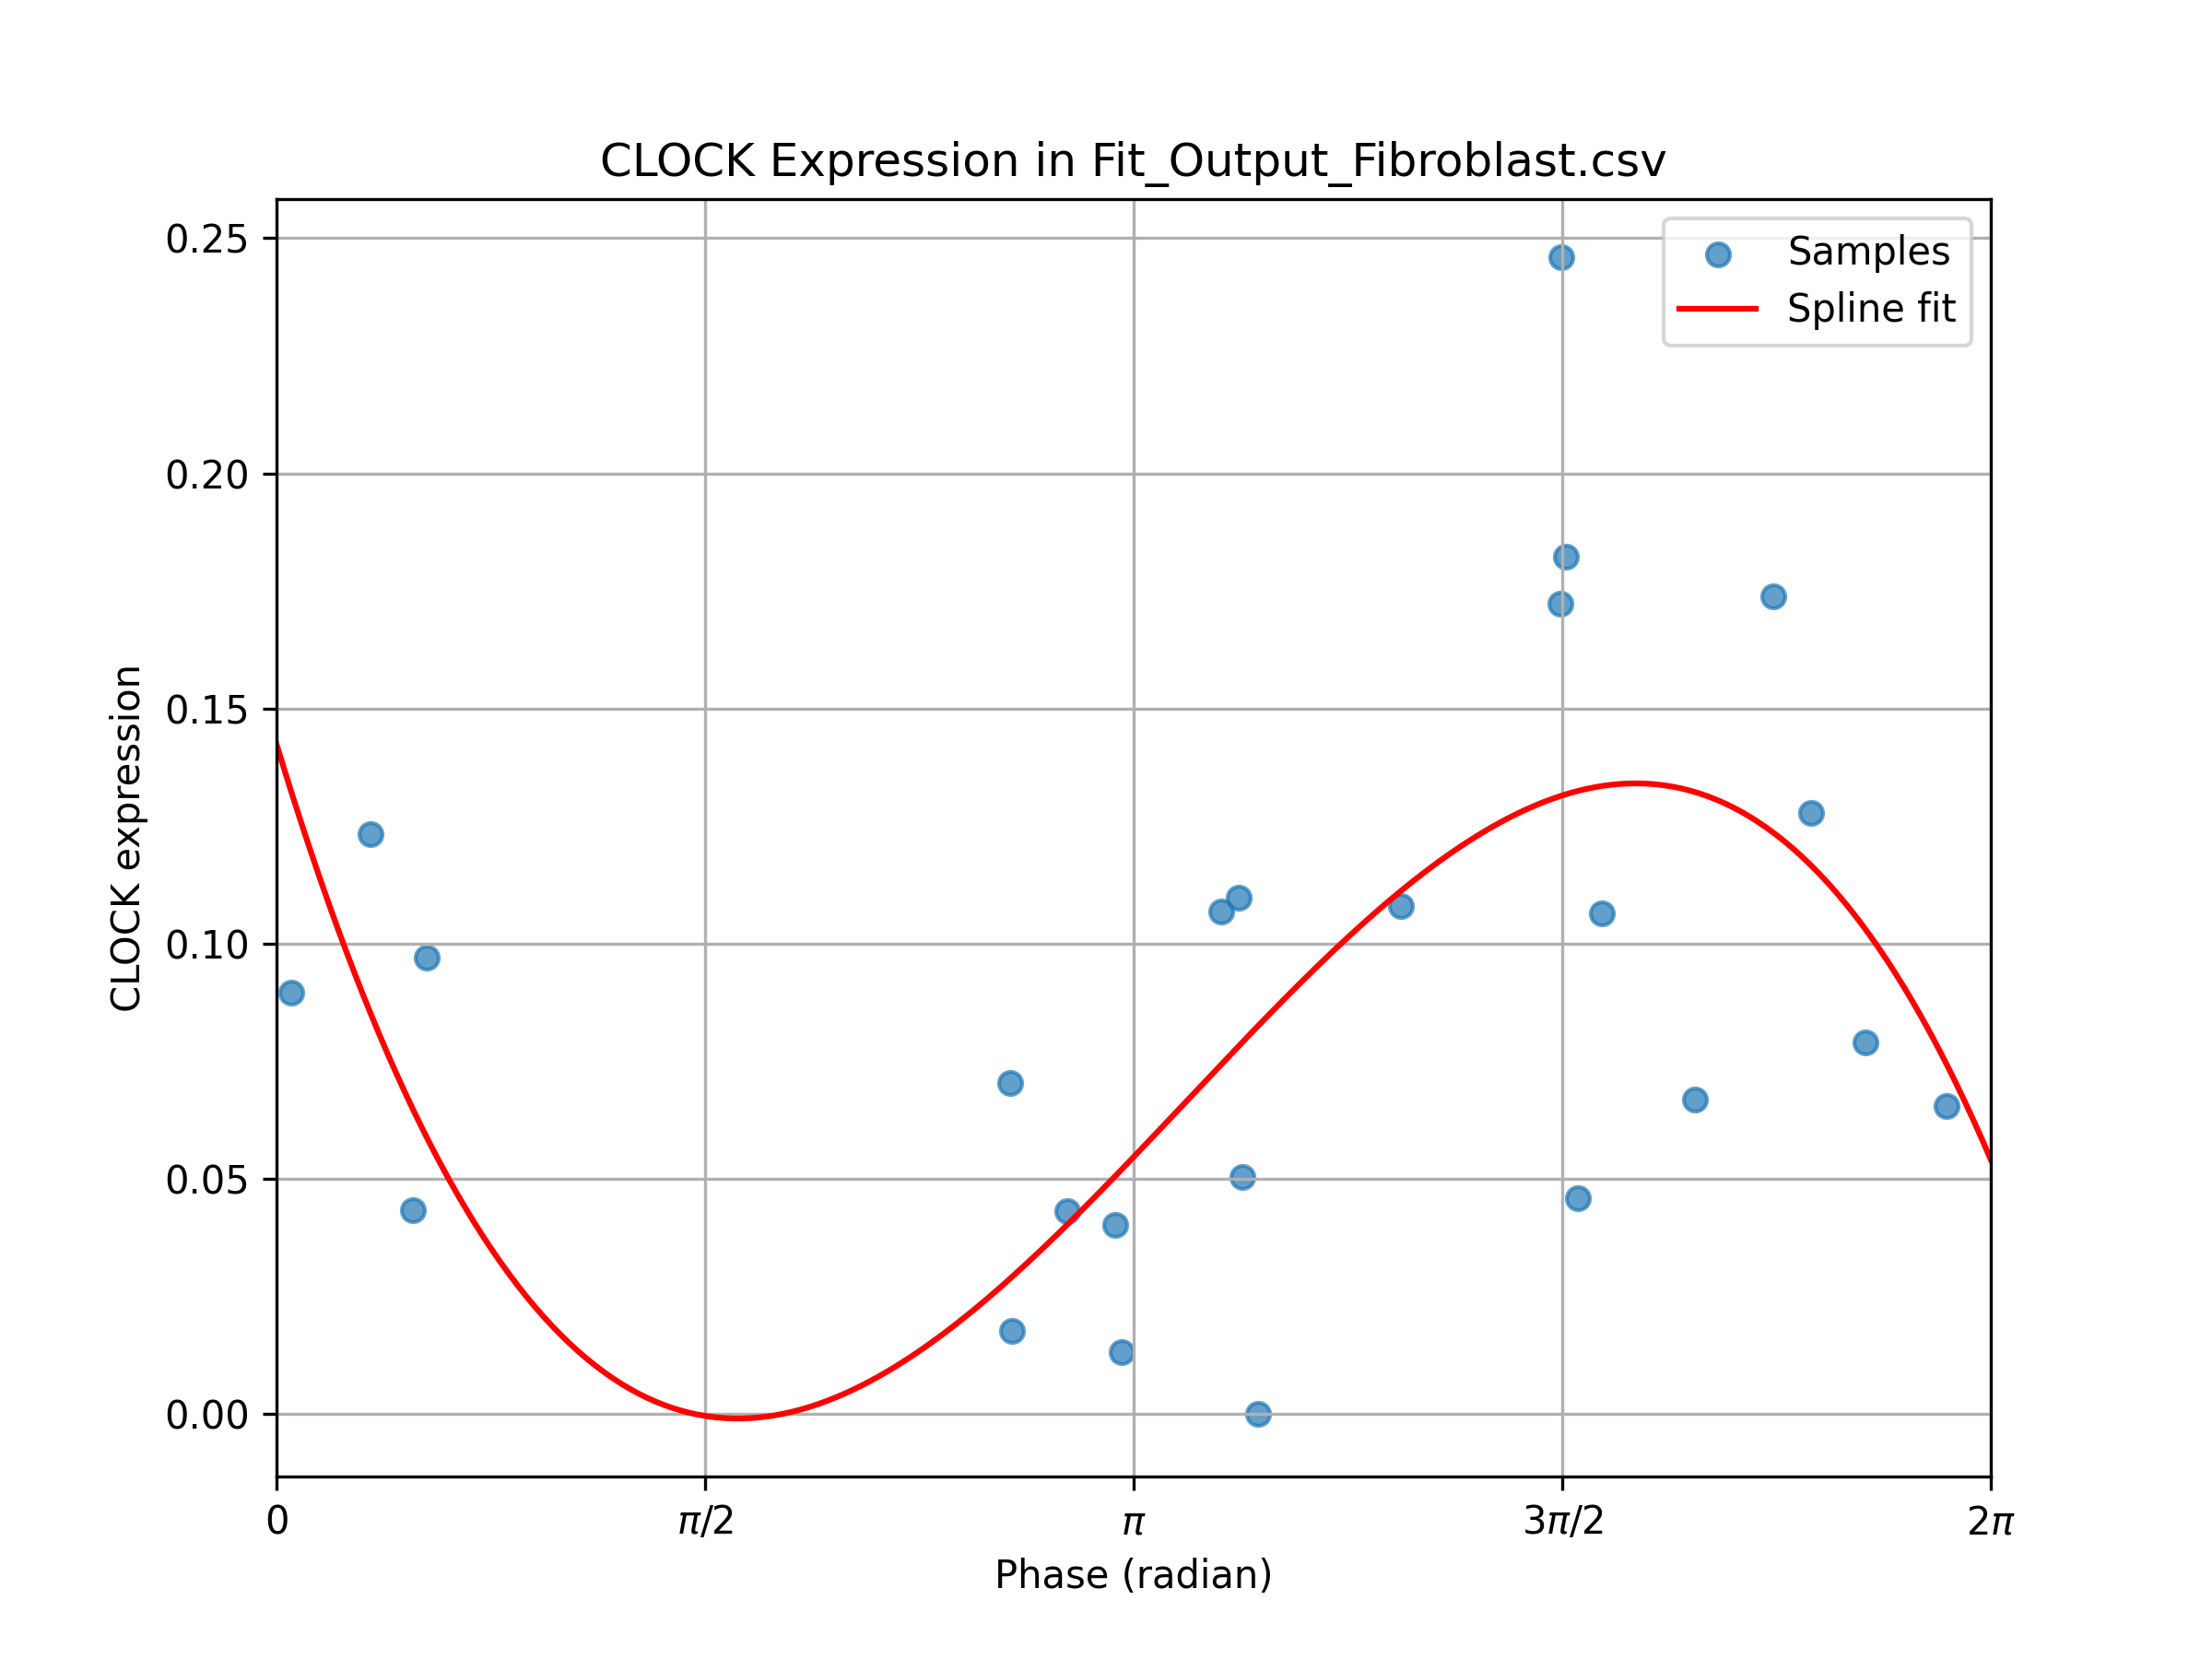 CLOCK Expression in Fit_Output_Fibroblast.csv
Samples
Spline fit
CLOCK expression
0.25
0.20
0.15
0.10
0.05
0.00
0
π/2
π
3π/2
2π
Phase (radian)